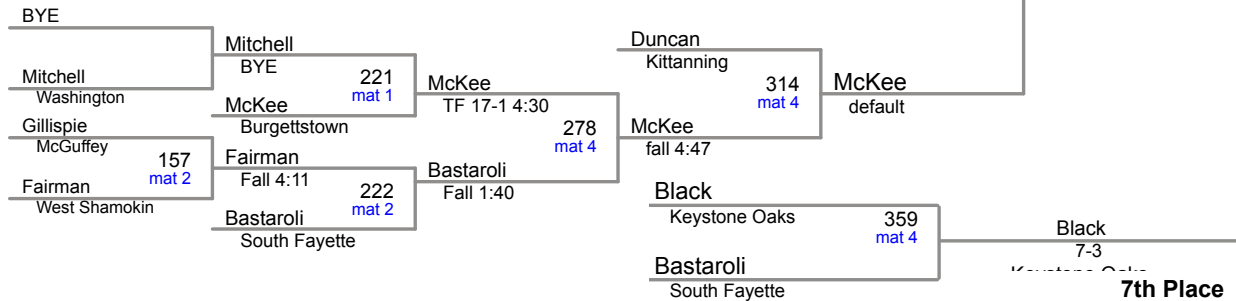 BYE
Mitchell
Washington
Gillispie
McGuffey
157
mat 2
Fairman
West Shamokin
Mitchell
BYE
221
mat 1
McKee
Burgettstown
Fairman
Fall 4:11
222
mat 2
Bastaroli
South Fayette
McKee
TF 17-1 4:30
278
mat 4
Bastaroli
Fall 1:40
Duncan
Kittanning
314
mat 4
McKee
fall 4:47
McKee
default
Black
Keystone Oaks
359
mat 4
Bastaroli
South Fayette
Black
7-3
7th Place